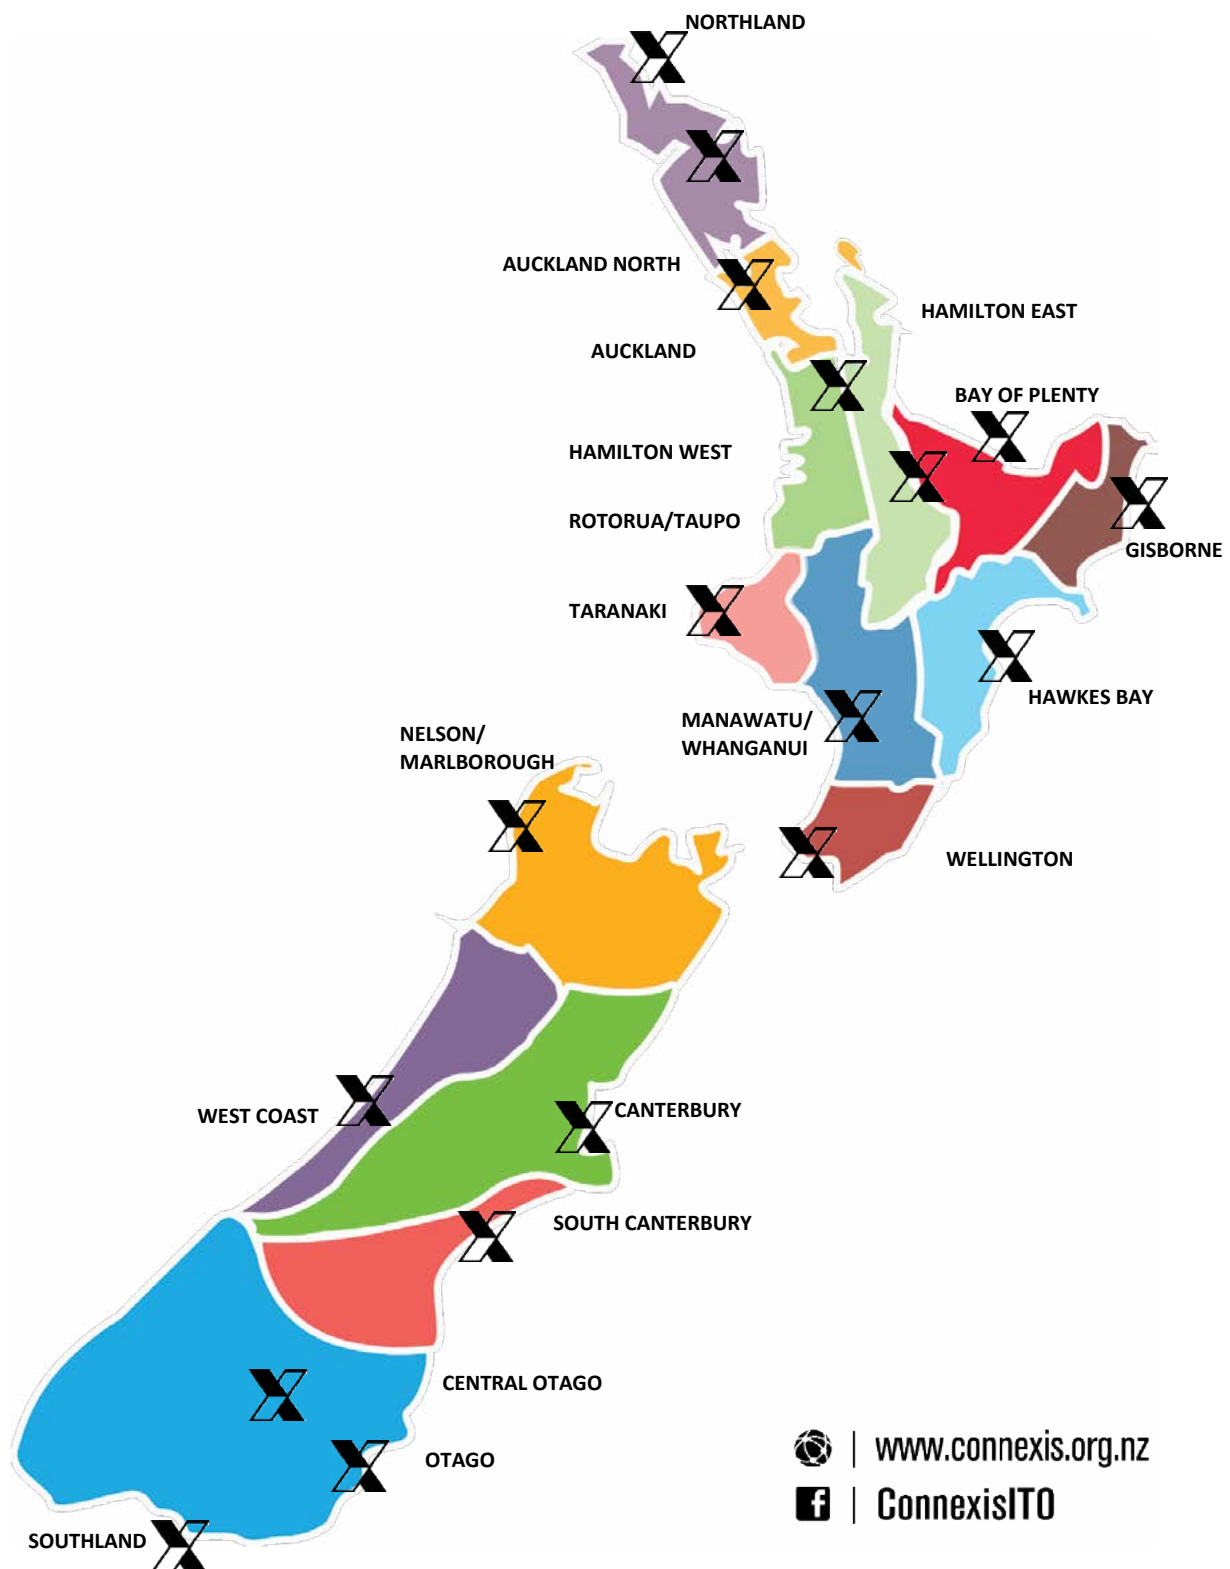 NORTHLAND
AUCKLAND NORTH
HAMILTON EAST
AUCKLAND
BAY OF PLENTY
HAMILTON WEST
ROTORUA/TAUPO
GISBORNE
TARANAKI
HAWKES BAY
MANAWATU/
WHANGANUI
NELSON/
MARLBOROUGH
WELLINGTON
WEST COAST
CANTERBURY
SOUTH CANTERBURY
CENTRAL OTAGO
OTAGO
SOUTHLAND
| www.connexis.org.nz
f | ConnexisITO